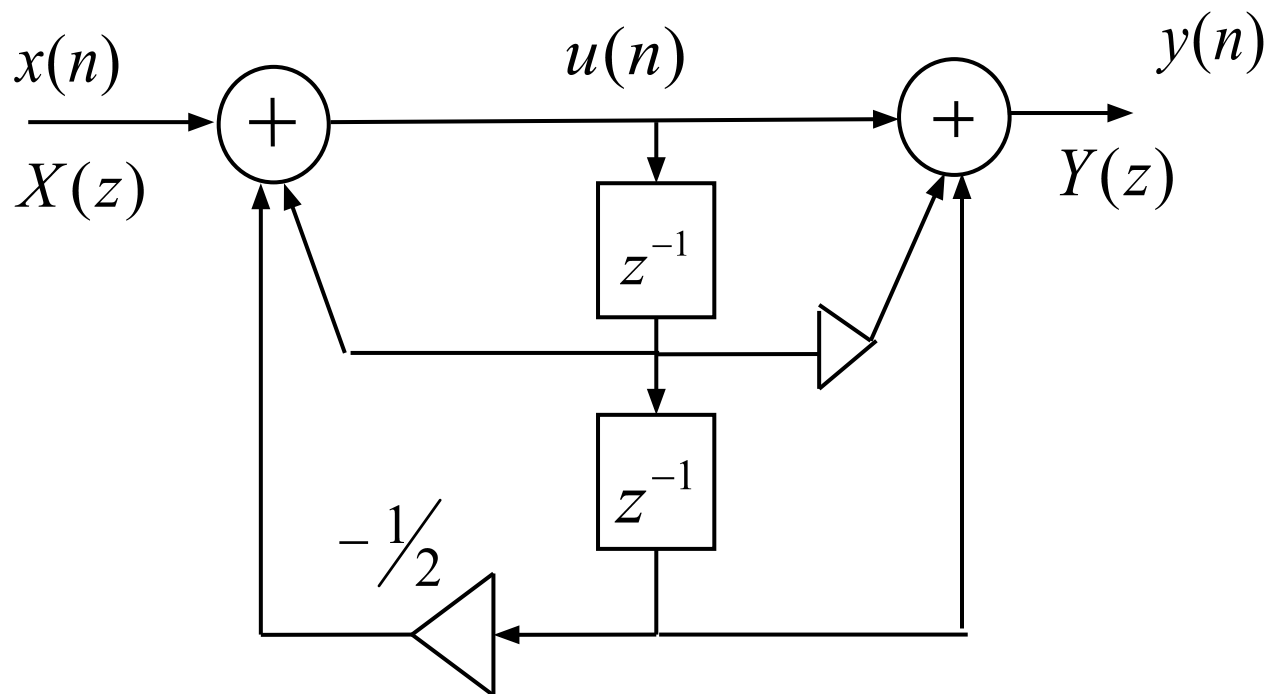 x(n)
u(n)
y(n)
+
+
X(z)
Y(z)
z⁻¹
z⁻¹
− 1/2